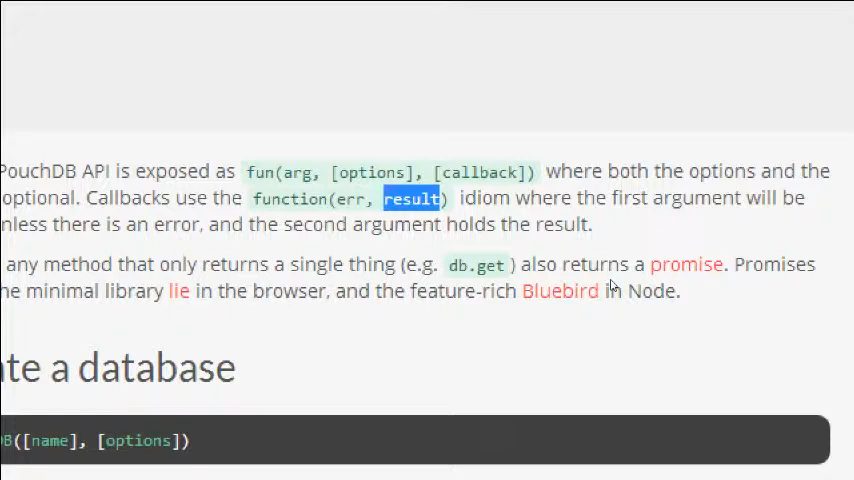 PouchDB API is exposed as fun(arg, [options], [callback]) where both the options and the
optional. Callbacks use the function(err, result) idiom where the first argument will be
nless there is an error, and the second argument holds the result.
any method that only returns a single thing (e.g. db.get) also returns a promise. Promises
he minimal library lie in the browser, and the feature-rich Bluebird in Node.
ate a database
DB([name], [options])